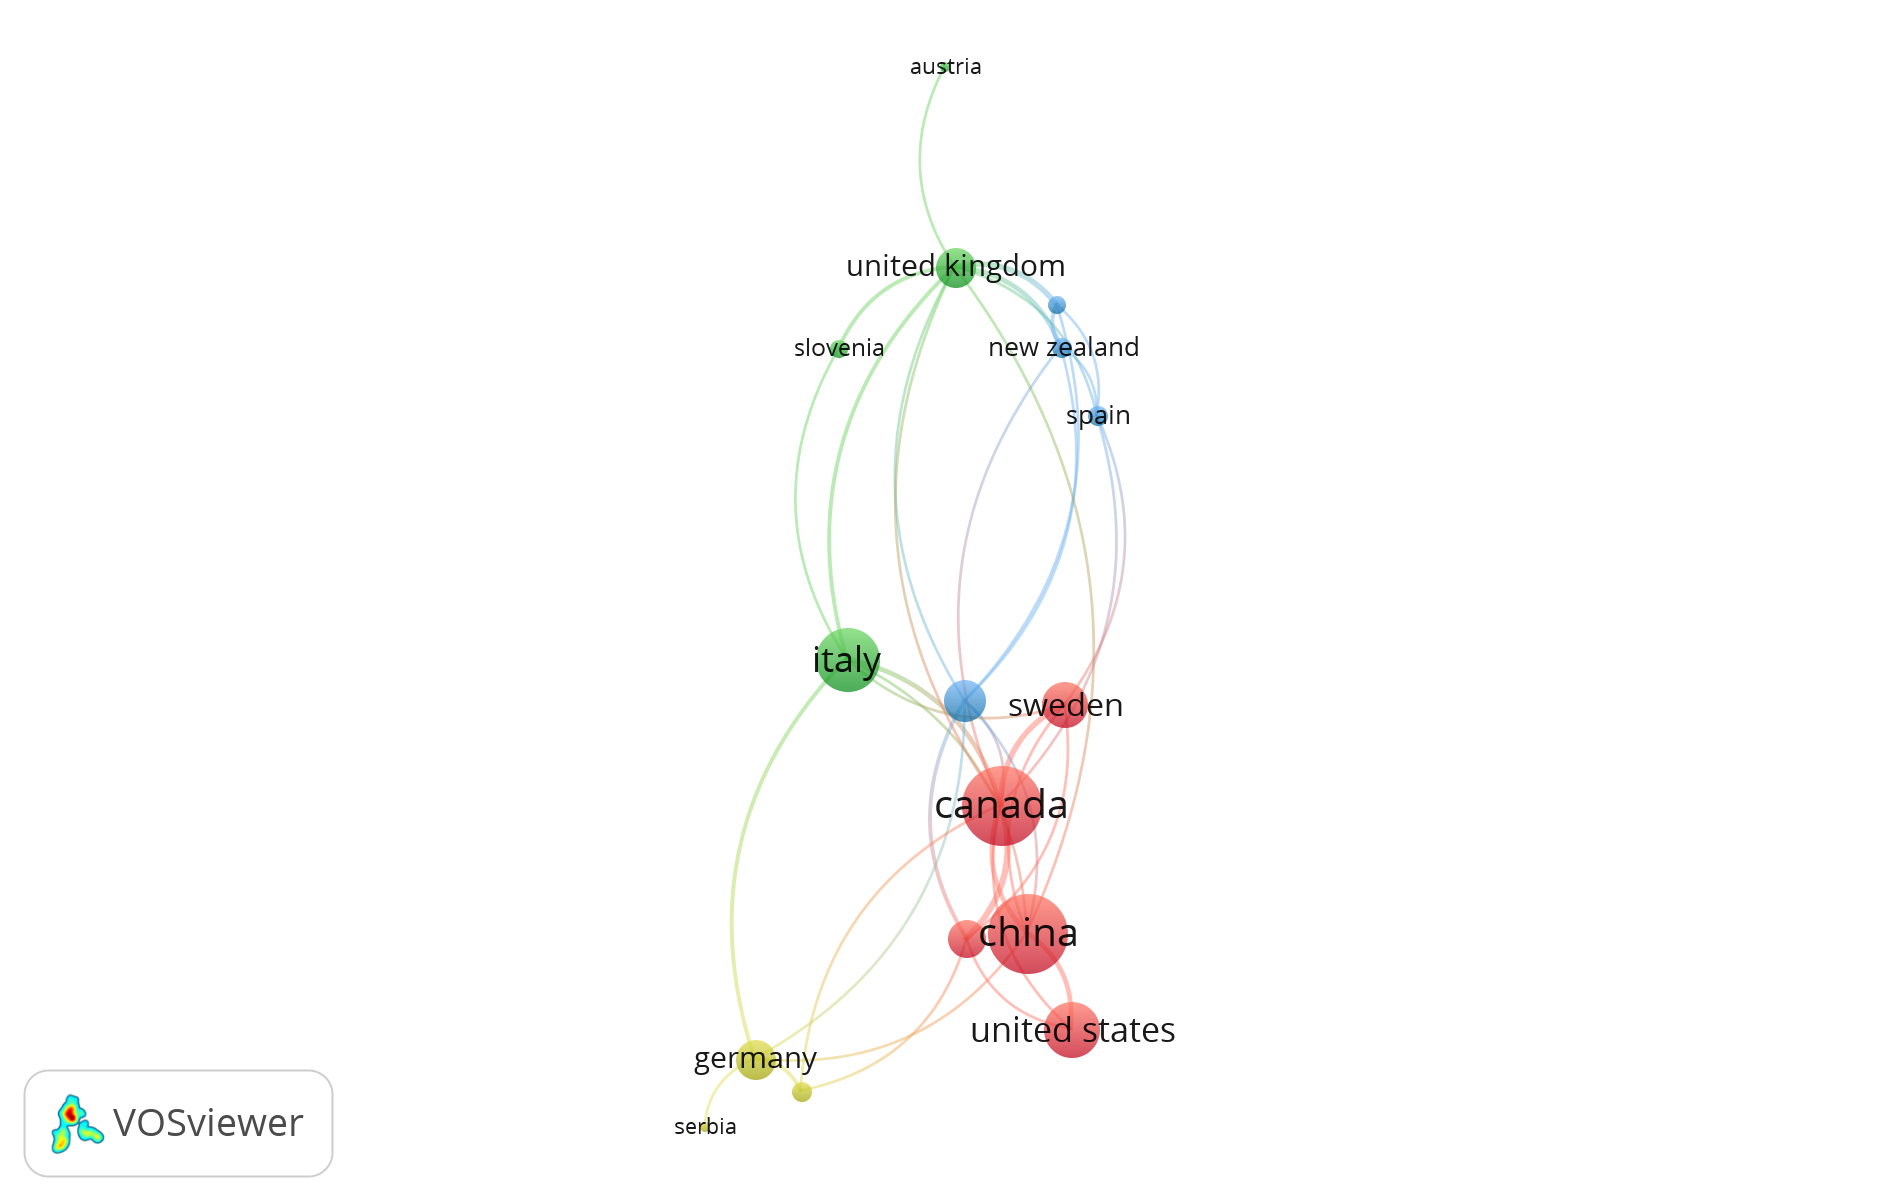 austria
united kingdom
slovenia
new zealand
spain
italy
sweden
canada
china
united states
germany
serbia
VOSviewer